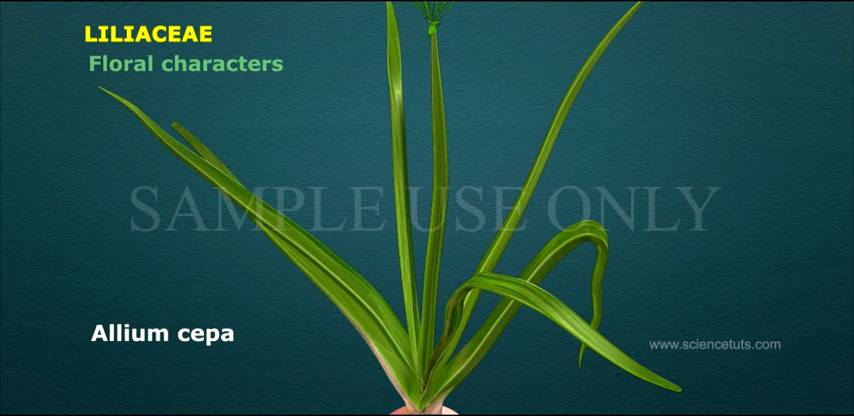 LILIACEAE
Floral characters
SAMPLE USE ONLY
Allium cepa
www.sciencetuts.com